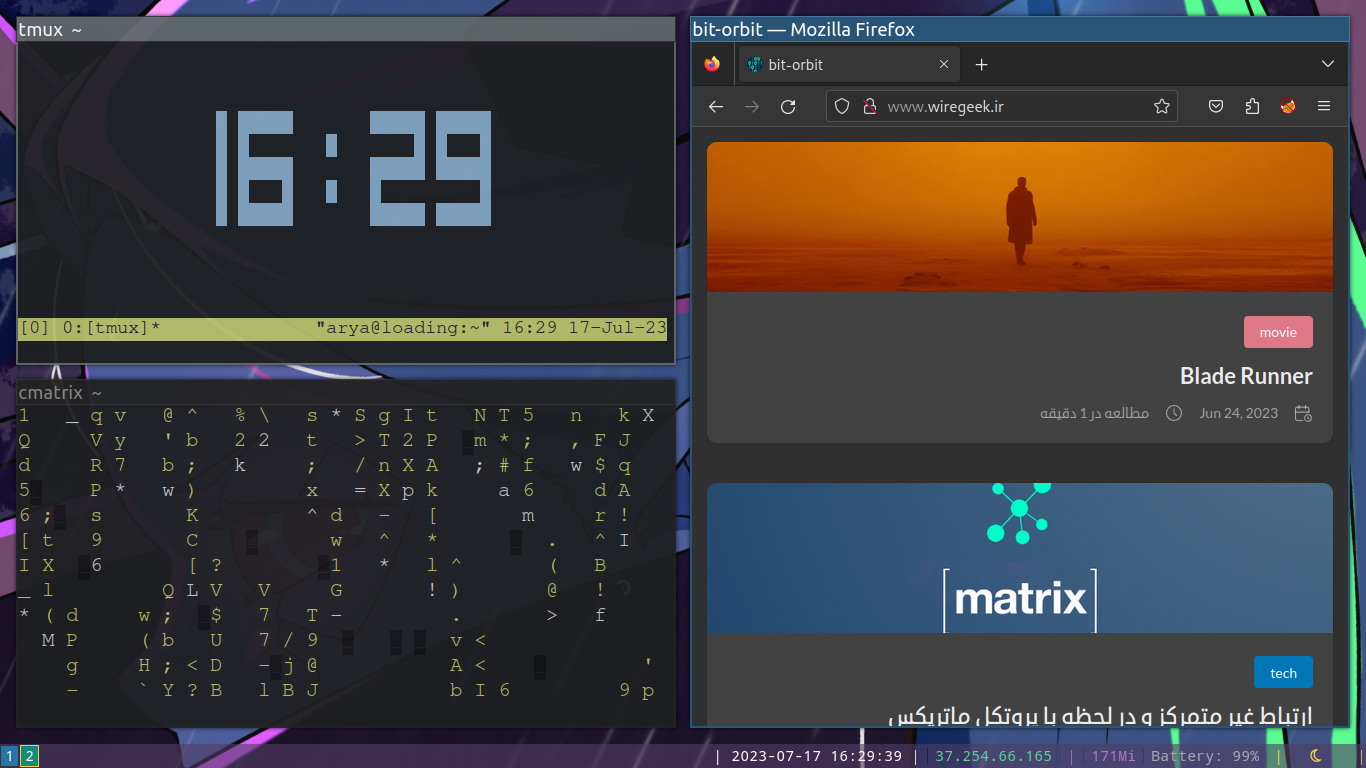 tmux ~
16:29
[0] 0:[tmux]* "arya@loading:~" 16:29 17-Jul-23
cmatrix ~
1 _ q v @ ^ % \ s * S g I t N T 5 n k X
Q V y ' b 2 2 t > T 2 P m * ; , F J
d R 7 b ; k ; / n X A ; # f w $ q
5 P * w ) x = X p k a 6 d A
6 ; s K ^ d - [ m r !
[ t 9 C w ^ * . ^ I
I X 6 [ ? 1 * l ^ ( B
_ l Q L V V G ! ) @ ! ?
* ( d w ; $ 7 T - . > f
M P ( b U 7 / 9 v <
g H ; < D - j @ A < '
- ` Y ? B l B J b I 6 9 p
bit-orbit — Mozilla Firefox
bit-orbit
www.wiregeek.ir
movie
Blade Runner
Jun 24, 2023 مطالعه در 1 دقیقه
[matrix]
tech
ارتباط غیر متمرکز و در لحظه با پروتکل ماتریکس
1 2 | 2023-07-17 16:29:39 | 37.254.66.165 | 171Mi | Battery: 99% |